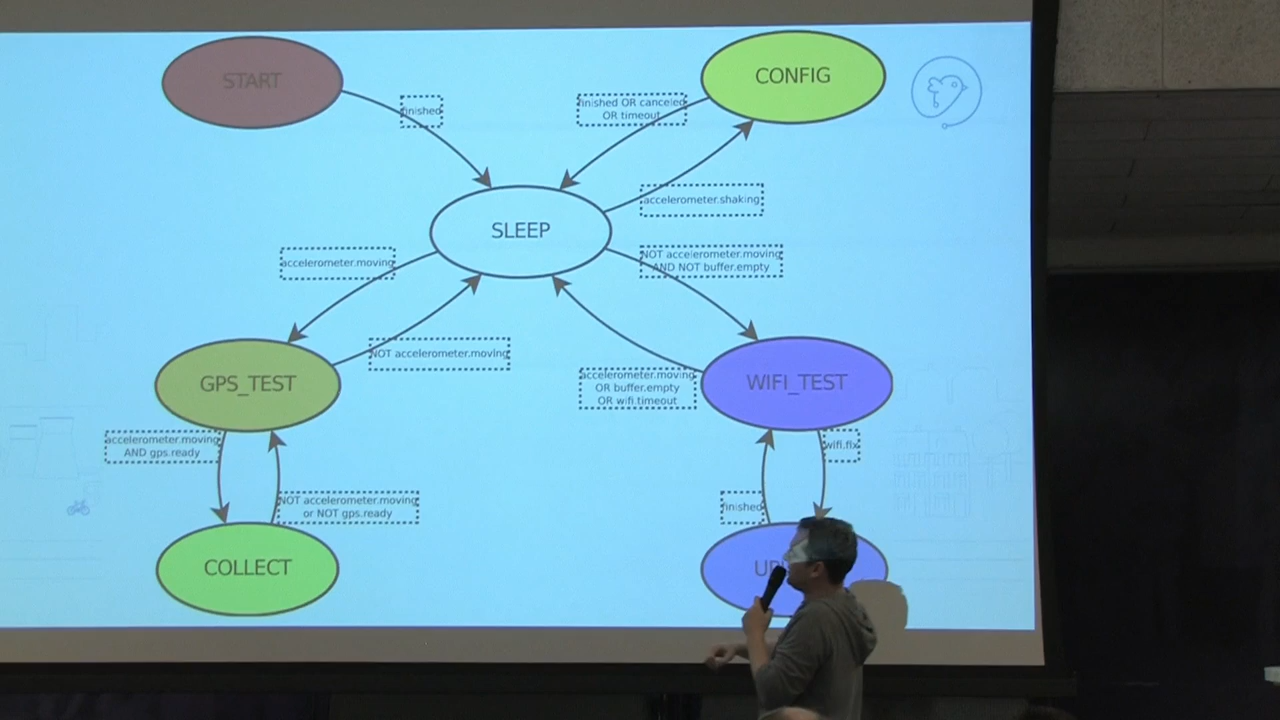 START
CONFIG
finished
finished OR canceled
OR timeout
accelerometer.shaking
SLEEP
accelerometer.moving
NOT accelerometer.moving
AND NOT buffer.empty
NOT accelerometer.moving
accelerometer.moving
OR buffer.empty
OR wifi.timeout
GPS_TEST
WIFI_TEST
accelerometer.moving
AND gps.ready
wifi.fix
NOT accelerometer.moving
or NOT gps.ready
finished
COLLECT